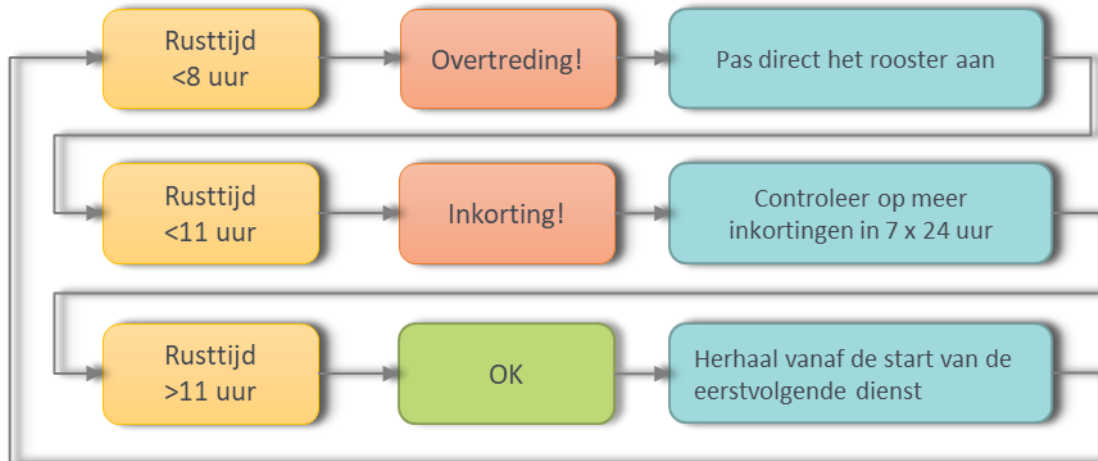 Rusttijd
<8 uur
Overtreding!
Pas direct het rooster aan
Rusttijd
<11 uur
Inkorting!
Controleer op meer
inkortingen in 7 x 24 uur
Rusttijd
>11 uur
OK
Herhaal vanaf de start van de
eerstvolgende dienst